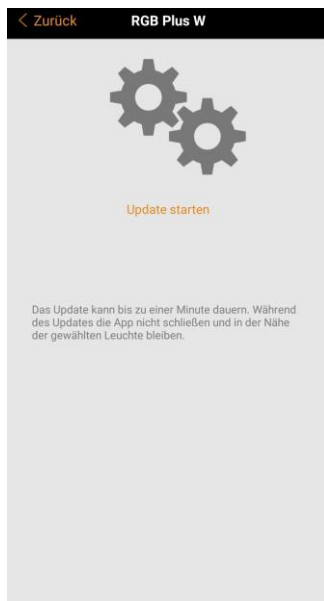 Zurück RGB Plus W
Update starten
Das Update kann bis zu einer Minute dauern. Während
des Updates die App nicht schließen und in der Nähe
der gewählten Leuchte bleiben.